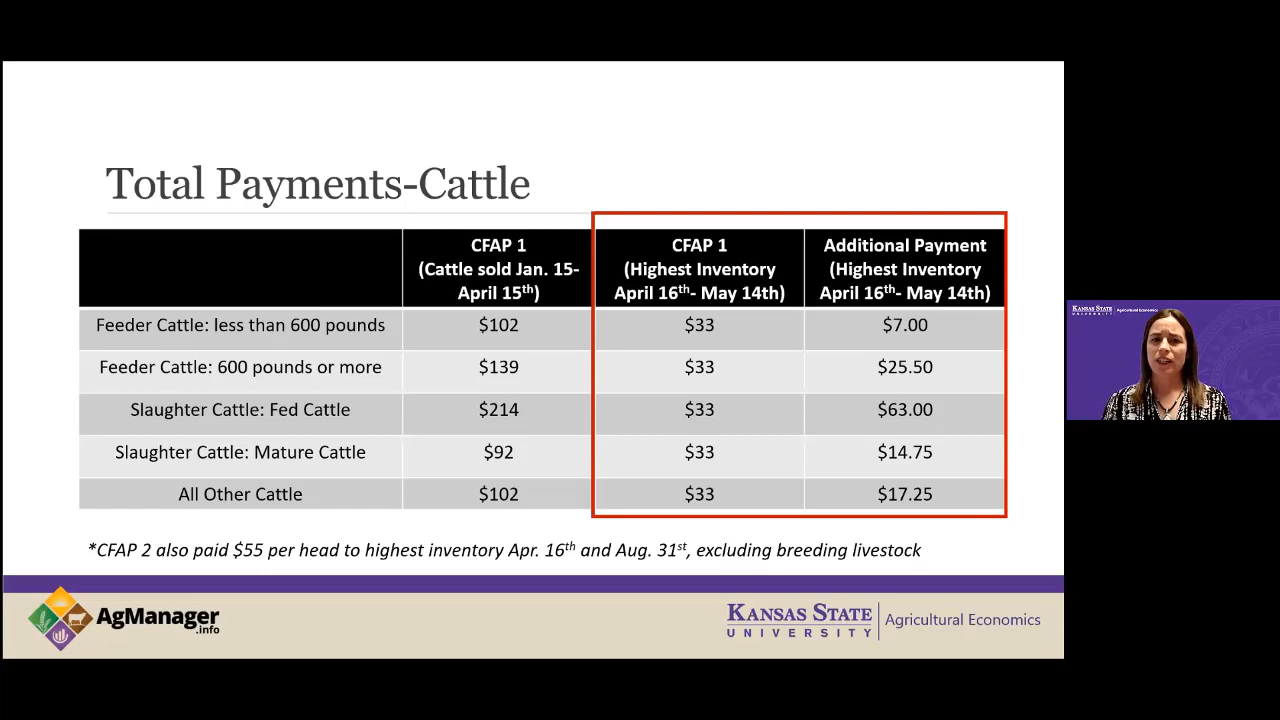 Total Payments-Cattle
CFAP 1
(Cattle sold Jan. 15-
April 15th)
CFAP 1
(Highest Inventory
April 16th- May 14th)
Additional Payment
(Highest Inventory
April 16th- May 14th)
Feeder Cattle: less than 600 pounds $102 $33 $7.00
Feeder Cattle: 600 pounds or more $139 $33 $25.50
Slaughter Cattle: Fed Cattle $214 $33 $63.00
Slaughter Cattle: Mature Cattle $92 $33 $14.75
All Other Cattle $102 $33 $17.25
*CFAP 2 also paid $55 per head to highest inventory Apr. 16th and Aug. 31st, excluding breeding livestock
AgManager
.info
KANSAS STATE
UNIVERSITY
Agricultural Economics
KANSAS STATE
UNIVERSITY
Agricultural Economics